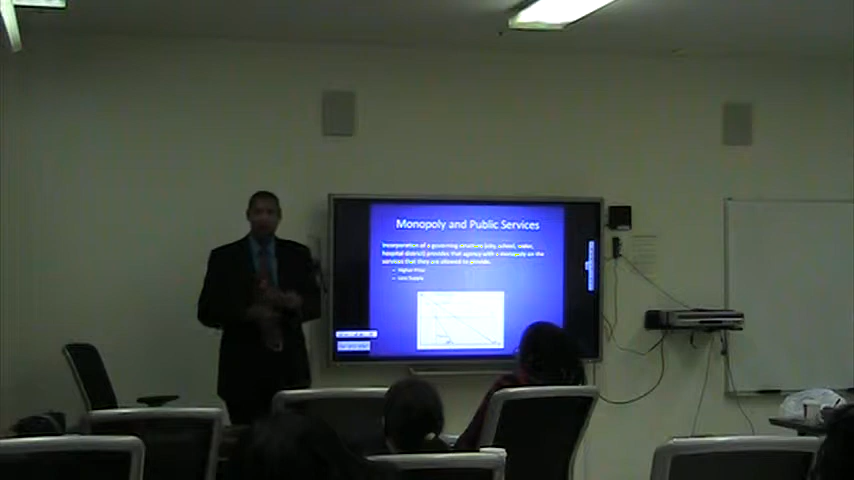 Monopoly and Public Services
Incorporation of a governing structure (city, school, water,
hospital district) provides that agency with a monopoly on the
services that they are allowed to provide.
– Higher Price
– Less Supply